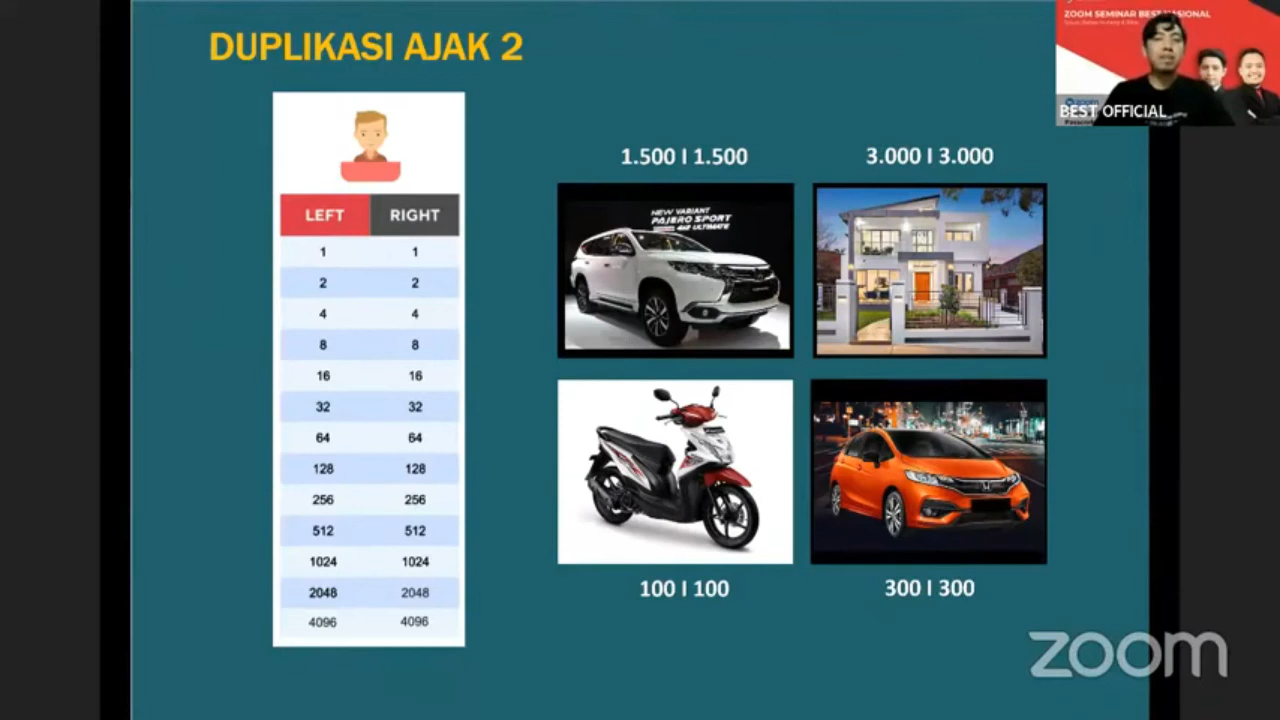 DUPLIKASI AJAK 2
ZOOM SEMINAR BEST NASIONAL
BEST OFFICIAL
LEFT RIGHT
1 1
2 2
4 4
8 8
16 16
32 32
64 64
128 128
256 256
512 512
1024 1024
2048 2048
4096 4096
1.500 I 1.500
3.000 I 3.000
NEW VARIANT
PAJERO SPORT
4x2 ULTIMATE
100 I 100
300 I 300
zoom